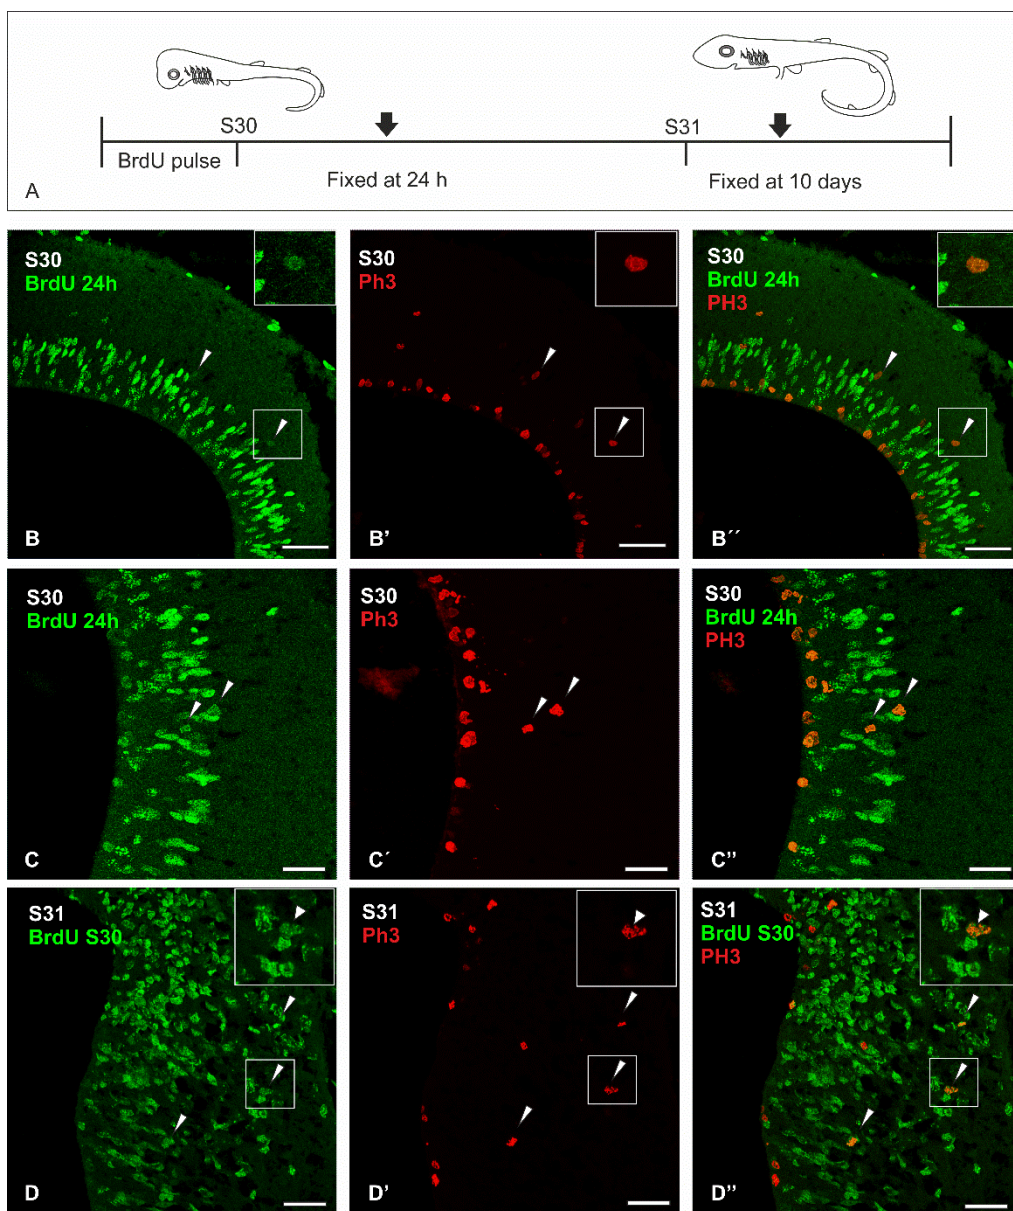 S30
S31
BrdU pulse
Fixed at 24 h
Fixed at 10 days
A
S30
BrdU 24h
B
S30
Ph3
B'
S30
BrdU 24h
PH3
B´´
S30
BrdU 24h
C
S30
Ph3
C´
S30
BrdU 24h
PH3
C''
S31
BrdU S30
D
S31
Ph3
D'
S31
BrdU S30
PH3
D''